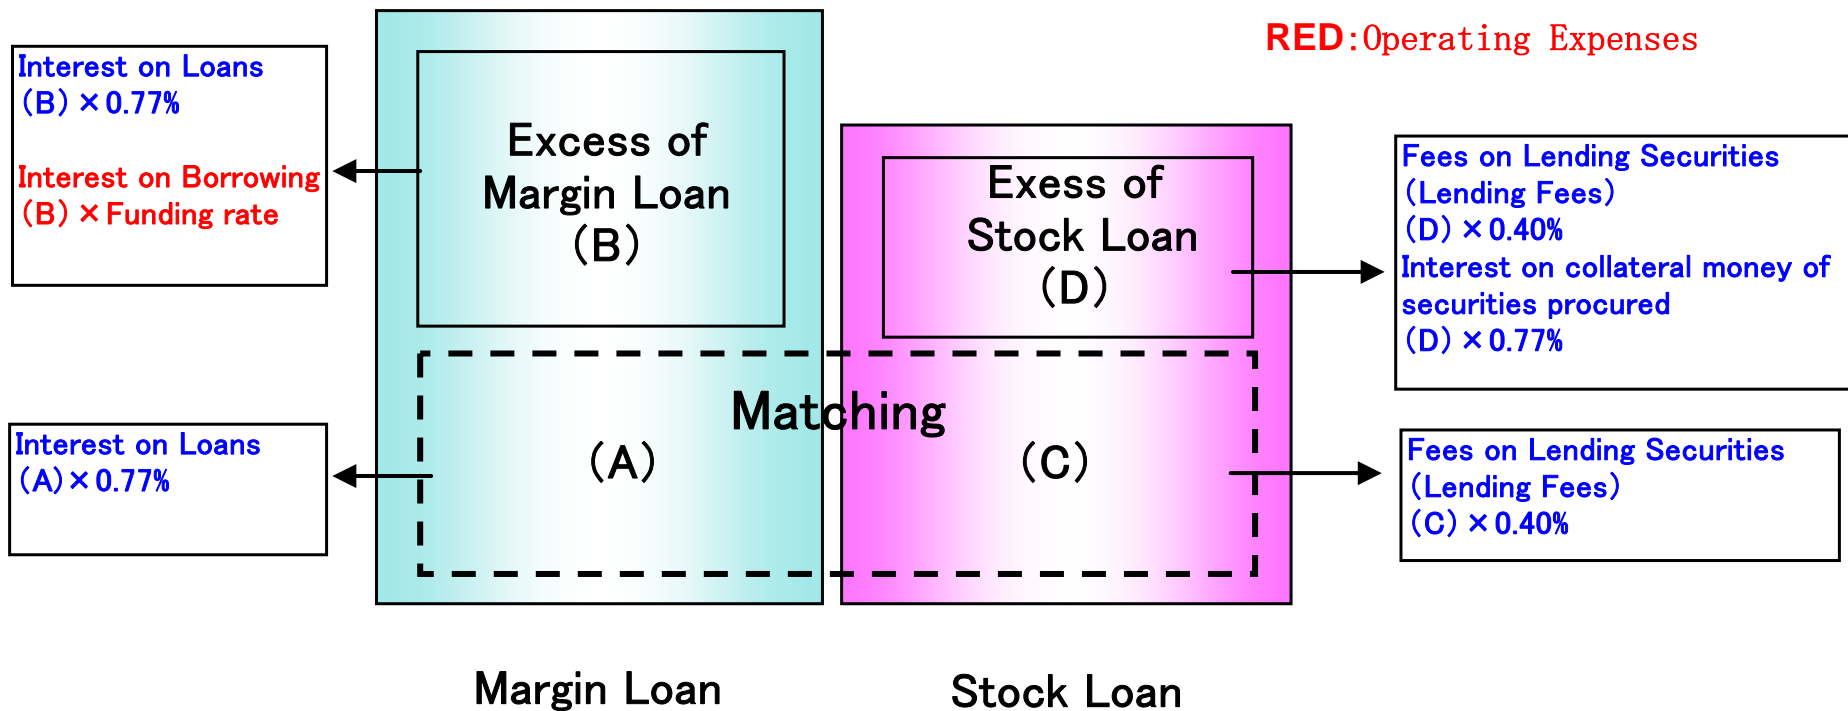 RED:Operating Expenses
Interest on Loans
(B)×0.77%
Interest on Borrowing
(B)×Funding rate
Excess of
Margin Loan
(B)
Exess of
Stock Loan
(D)
Fees on Lending Securities
(Lending Fees)
(D)×0.40%
Interest on collateral money of
securities procured
(D)×0.77%
Matching
Interest on Loans
(A)×0.77%
(A)
(C)
Fees on Lending Securities
(Lending Fees)
(C)×0.40%
Margin Loan
Stock Loan